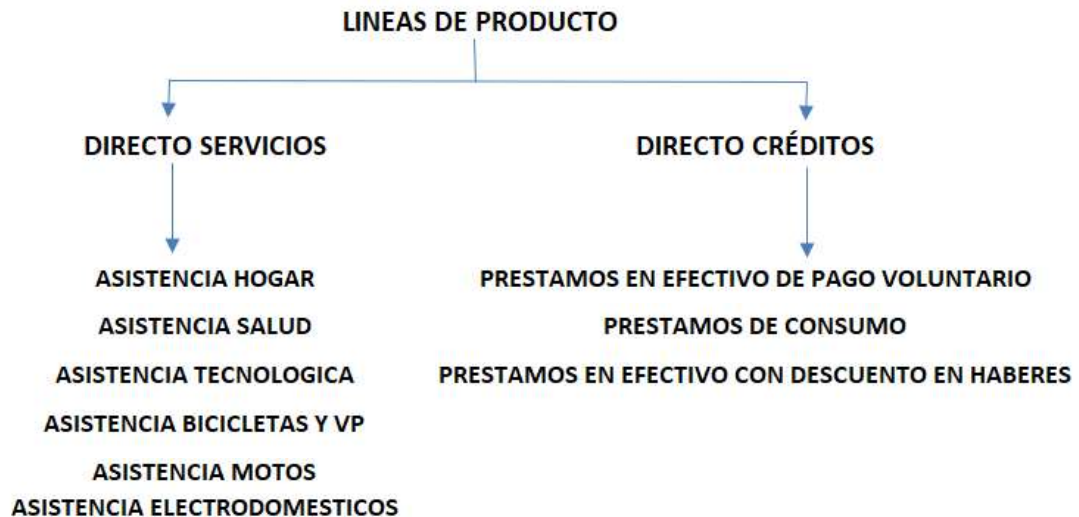 LINEAS DE PRODUCTO
DIRECTO SERVICIOS
DIRECTO CRÉDITOS
ASISTENCIA HOGAR
ASISTENCIA SALUD
ASISTENCIA TECNOLOGICA
ASISTENCIA BICICLETAS Y VP
ASISTENCIA MOTOS
ASISTENCIA ELECTRODOMESTICOS
PRESTAMOS EN EFECTIVO DE PAGO VOLUNTARIO
PRESTAMOS DE CONSUMO
PRESTAMOS EN EFECTIVO CON DESCUENTO EN HABERES